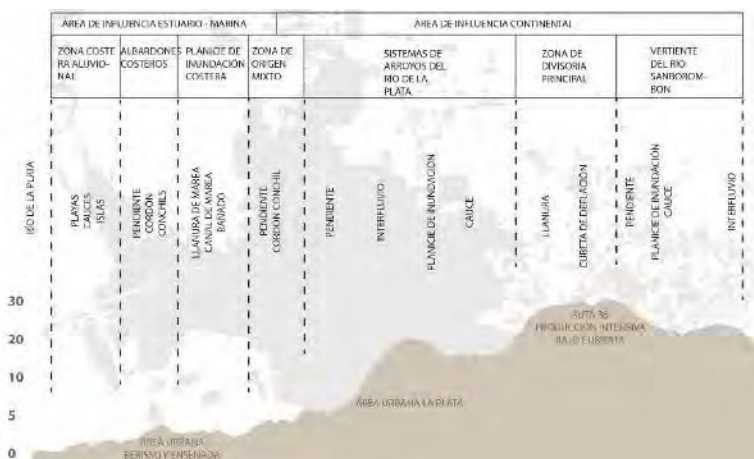 ÁREA DE INFLUENCIA ESTUARIO - MARINA
ÁREA DE INFLUENCIA CONTINENTAL
ZONA COSTE
RA ALUVIO-
NAL
ALBARDONES
COSTEROS
PLANICIE DE
INUNDACIÓN
COSTERA
ZONA DE
ORIGEN
MIXTO
SISTEMAS DE
ARROYOS DEL
RÍO DE LA
PLATA
ZONA DE
DIVISORIA
PRINCIPAL
VERTIENTE
DEL RÍO
SANBOROM-
BON
RÍO DE LA PLATA
PLAYAS
CAUCES
ISLAS
PENDIENTE
CORDON
CONCHILS
LLANURA DE MAREA
CANAL DE MAREA
BAÑADO
PENDIENTE
CORDON CONCHIL
PENDIENTE
INTERFLUVIO
PLANICIE DE INUNDACIÓN
CAUCE
LLANURA
CUBETA DE DEFLACIÓN
PENDIENTE
PLANICIE DE INUNDACIÓN
CAUCE
INTERFLUVIO
30
20
10
5
0
RUTA 36
PRODUCCIÓN INTENSIVA
BAJO CUBIERTA
ÁREA URBANA LA PLATA
ÁREA URBANA
BERISSO Y ENSENADA